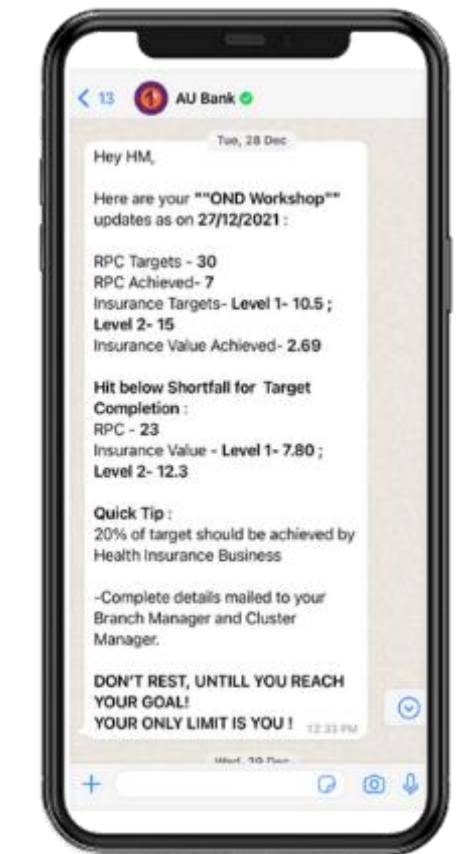 13 AU Bank
Tue, 28 Dec
Hey HM,
Here are your ""OND Workshop""
updates as on 27/12/2021 :
RPC Targets - 30
RPC Achieved- 7
Insurance Targets- Level 1- 10.5 ;
Level 2- 15
Insurance Value Achieved- 2.69
Hit below Shortfall for Target
Completion :
RPC - 23
Insurance Value - Level 1- 7.80 ;
Level 2- 12.3
Quick Tip :
20% of target should be achieved by
Health Insurance Business
-Complete details mailed to your
Branch Manager and Cluster
Manager.
DON'T REST, UNTILL YOU REACH
YOUR GOAL!
YOUR ONLY LIMIT IS YOU !
12:33 PM
Wed, 29 Dec